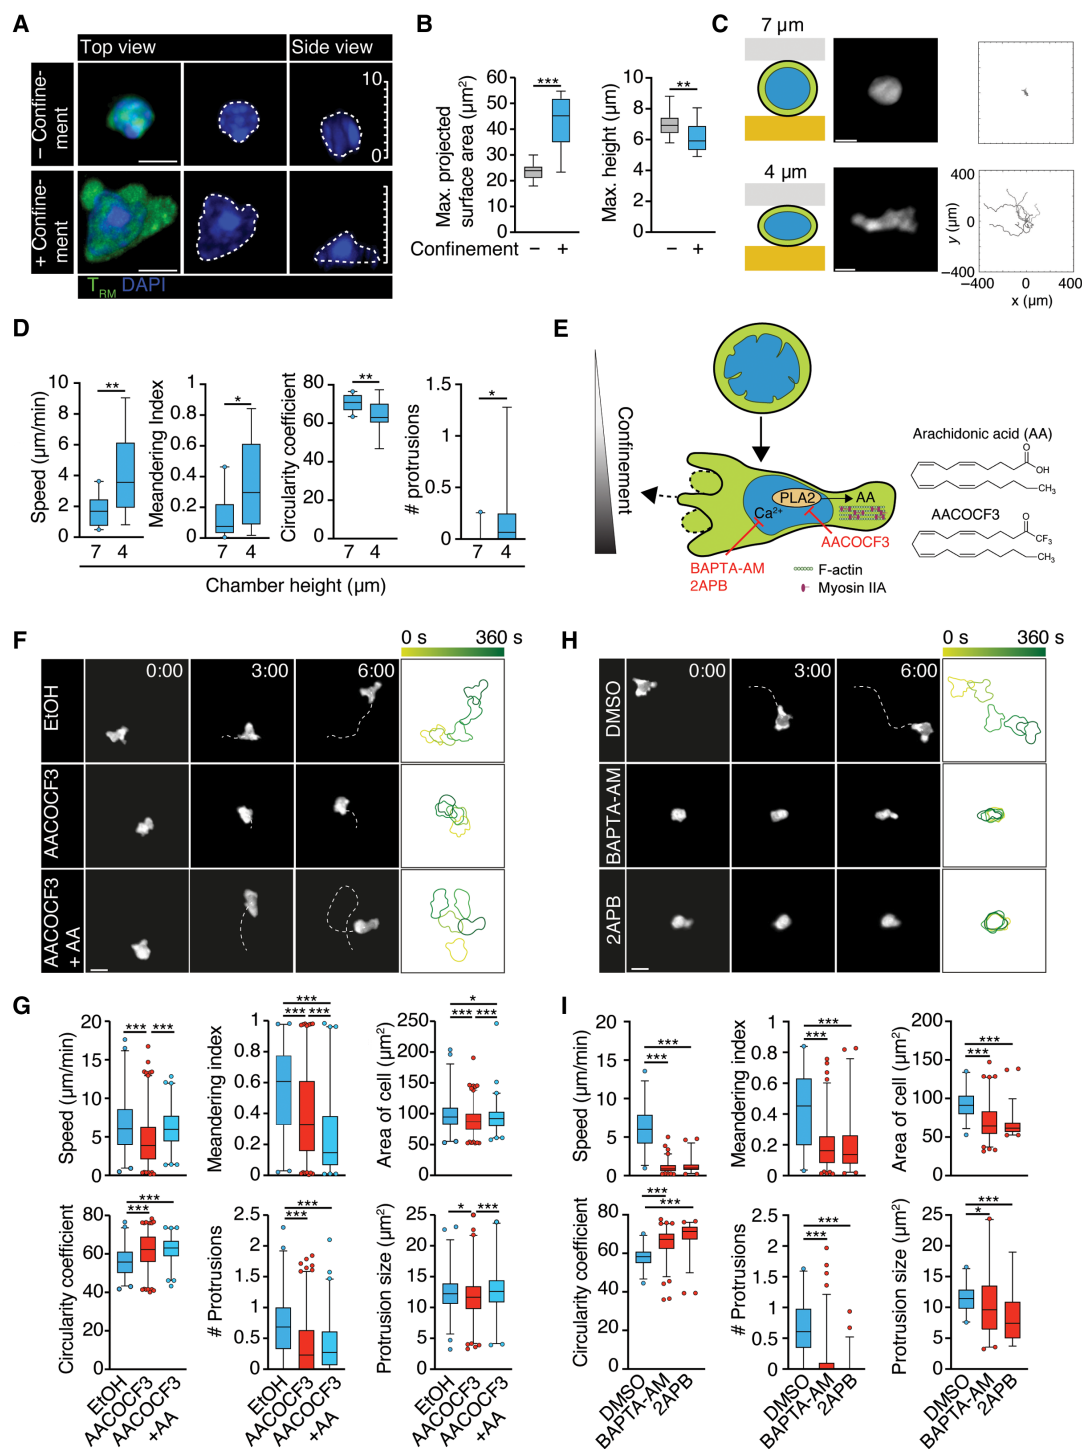 A
Top view
Side view
– Confine-
ment
10
0
+ Confine-
ment
TRM DAPI
B
Max. projected
surface area (µm²)
60
50
40
30
20
10
0
***
Max. height (µm)
10
8
6
4
2
0
**
Confinement – +
– +
C
7 µm
4 µm
400
0
−400
y (µm)
−400 0 400
x (µm)
D
Speed (µm/min)
10
8
6
4
2
0
**
7 4
Meandering Index
1
0.8
0.6
0.4
0.2
0
*
7 4
Circularity coefficient
80
60
40
20
0
**
7 4
# protrusions
1.5
1
0.5
0
*
7 4
Chamber height (µm)
E
Confinement
PLA2
AA
Ca²⁺
AACOCF3
BAPTA-AM
2APB
F-actin
Myosin IIA
Arachidonic acid (AA)
O
OH
CH₃
AACOCF3
O
CF₃
CH₃
F
0 s 360 s
EtOH
0:00 3:00 6:00
AACOCF3
AACOCF3
+ AA
H
0 s 360 s
DMSO
0:00 3:00 6:00
BAPTA-AM
2APB
G
Speed (µm/min)
20
15
10
5
0
*** ***
Meandring index
1
0.8
0.6
0.4
0.2
0
***
*** ***
Area of cell (µm²)
250
200
150
100
50
0
*
*** ***
Circularity coefficient
80
60
40
20
0
***
***
# Protrusions
2.5
2
1.5
1
0.5
0
***
***
Protrusion size (µm²)
25
20
15
10
5
0
* ***
EtOH
AACOCF3
AACOCF3
+AA
EtOH
AACOCF3
AACOCF3
+AA
EtOH
AACOCF3
AACOCF3
+AA
I
Speed (µm/min)
20
15
10
5
0
***
***
Meandering index
1
0.8
0.6
0.4
0.2
0
***
***
Area of cell (µm²)
200
150
100
50
0
***
***
Circularity coefficient
80
60
40
20
0
***
***
# Protrusions
2.5
2
1.5
1
0.5
0
***
***
Protrusion size (µm²)
25
20
15
10
5
0
***
*
DMSO
BAPTA-AM
2APB
DMSO
BAPTA-AM
2APB
DMSO
BAPTA-AM
2APB